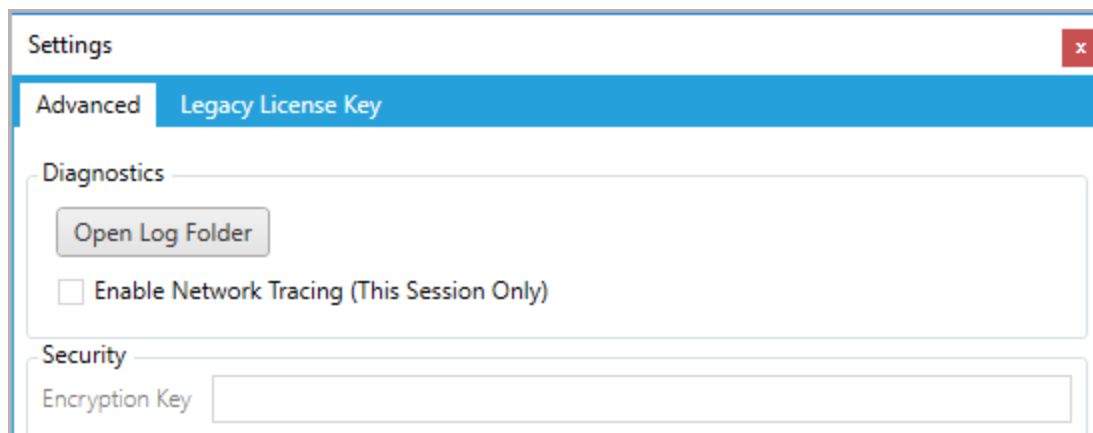 Settings
x
Advanced Legacy License Key
Diagnostics
Open Log Folder
Enable Network Tracing (This Session Only)
Security
Encryption Key